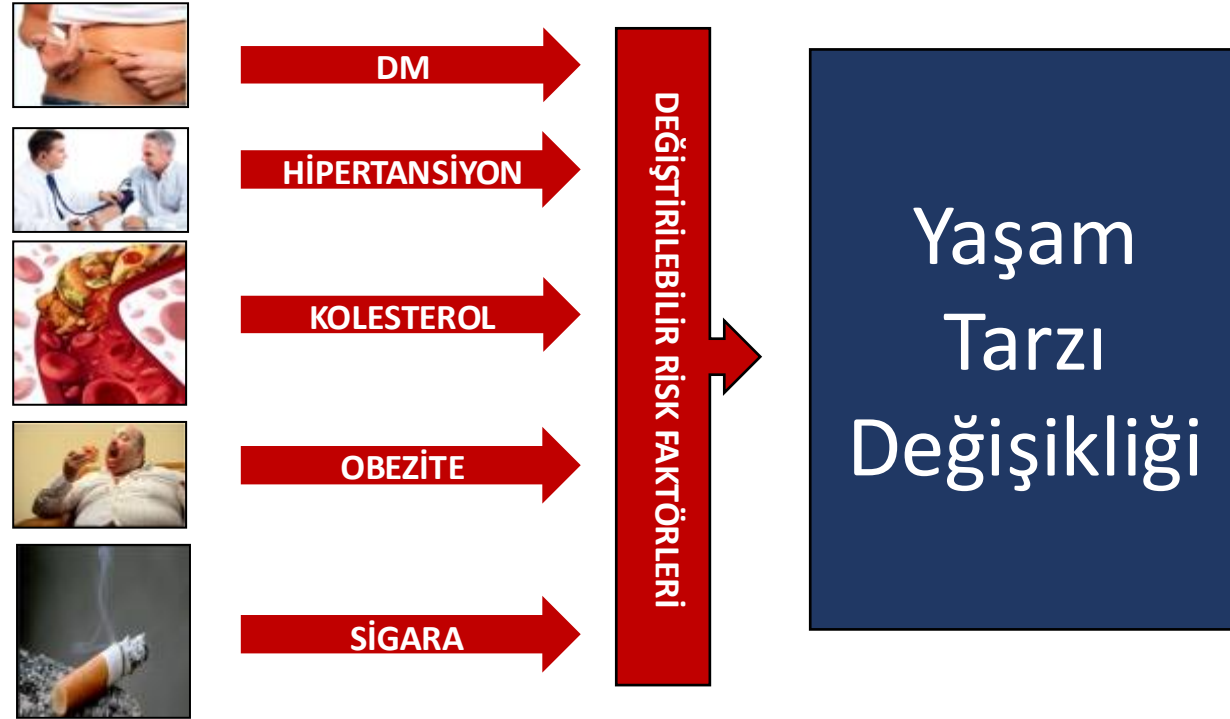 DM
HİPERTANSİYON
KOLESTEROL
OBEZİTE
SİGARA
DEĞİŞTİRİLEBİLİR RİSK FAKTÖRLERİ
Yaşam
Tarzı
Değişikliği